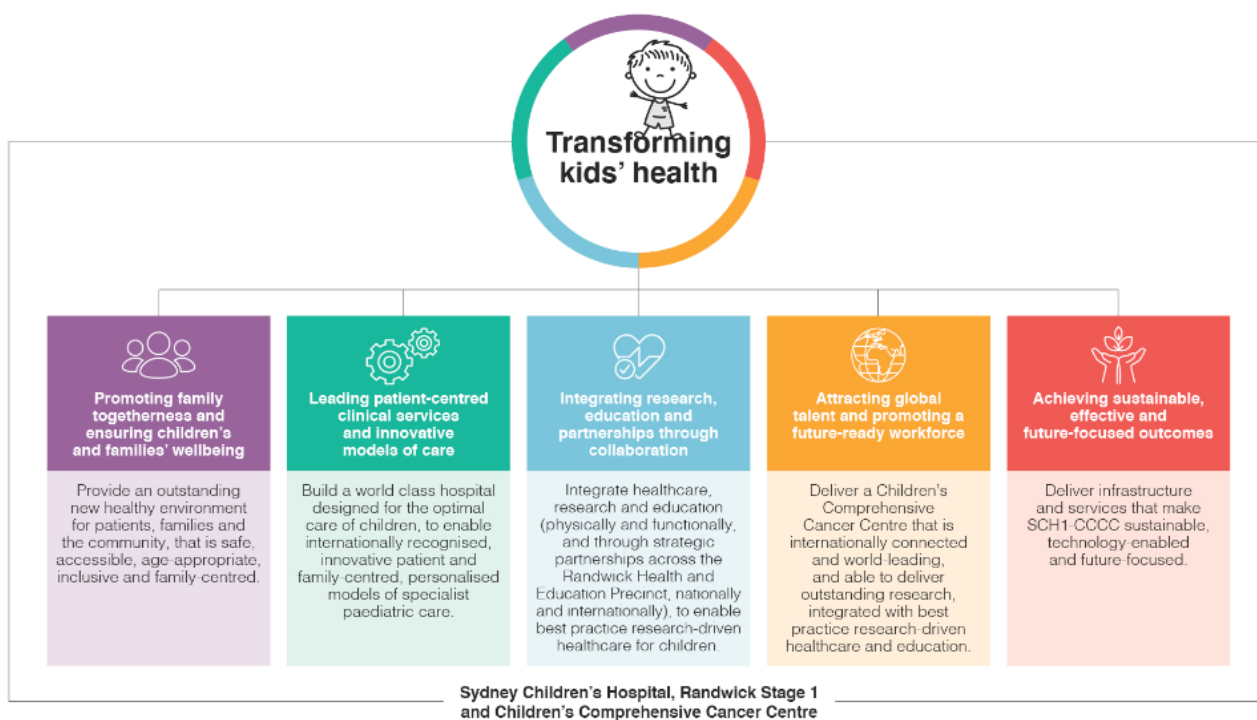 Transforming
kids' health
Promoting family
togetherness and
ensuring children's
and families' wellbeing
Provide an outstanding
new healthy environment
for patients, families and
the community, that is safe,
accessible, age-appropriate,
inclusive and family-centred.
Leading patient-centred
clinical services
and innovative
models of care
Build a world class hospital
designed for the optimal
care of children, to enable
internationally recognised,
innovative patient and
family-centred, personalised
models of specialist
paediatric care.
Integrating research,
education and
partnerships through
collaboration
Integrate healthcare,
research and education
(physically and functionally,
and through strategic
partnerships across the
Randwick Health and
Education Precinct, nationally
and internationally), to enable
best practice research-driven
healthcare for children.
Attracting global
talent and promoting a
future-ready workforce
Deliver a Children's
Comprehensive
Cancer Centre that is
internationally connected
and world-leading,
and able to deliver
outstanding research,
integrated with best
practice research-driven
healthcare and education.
Achieving sustainable,
effective and
future-focused outcomes
Deliver infrastructure
and services that make
SCH1-CCCC sustainable,
technology-enabled
and future-focused.
Sydney Children's Hospital, Randwick Stage 1
and Children's Comprehensive Cancer Centre